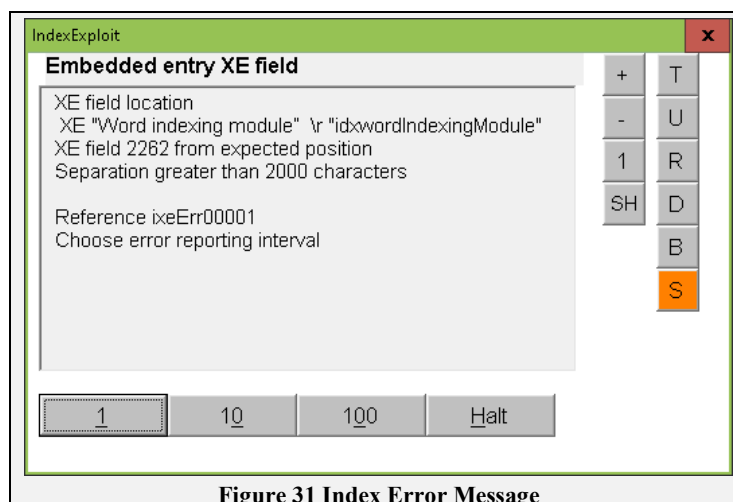 IndexExploit
x
Embedded entry XE field
XE field location
XE "Word indexing module" \r "idxwordIndexingModule"
XE field 2262 from expected position
Separation greater than 2000 characters
Reference ixeErr00001
Choose error reporting interval
+ T
- U
1 R
SH D
B
S
1 10 100 Halt
Figure 31 Index Error Message